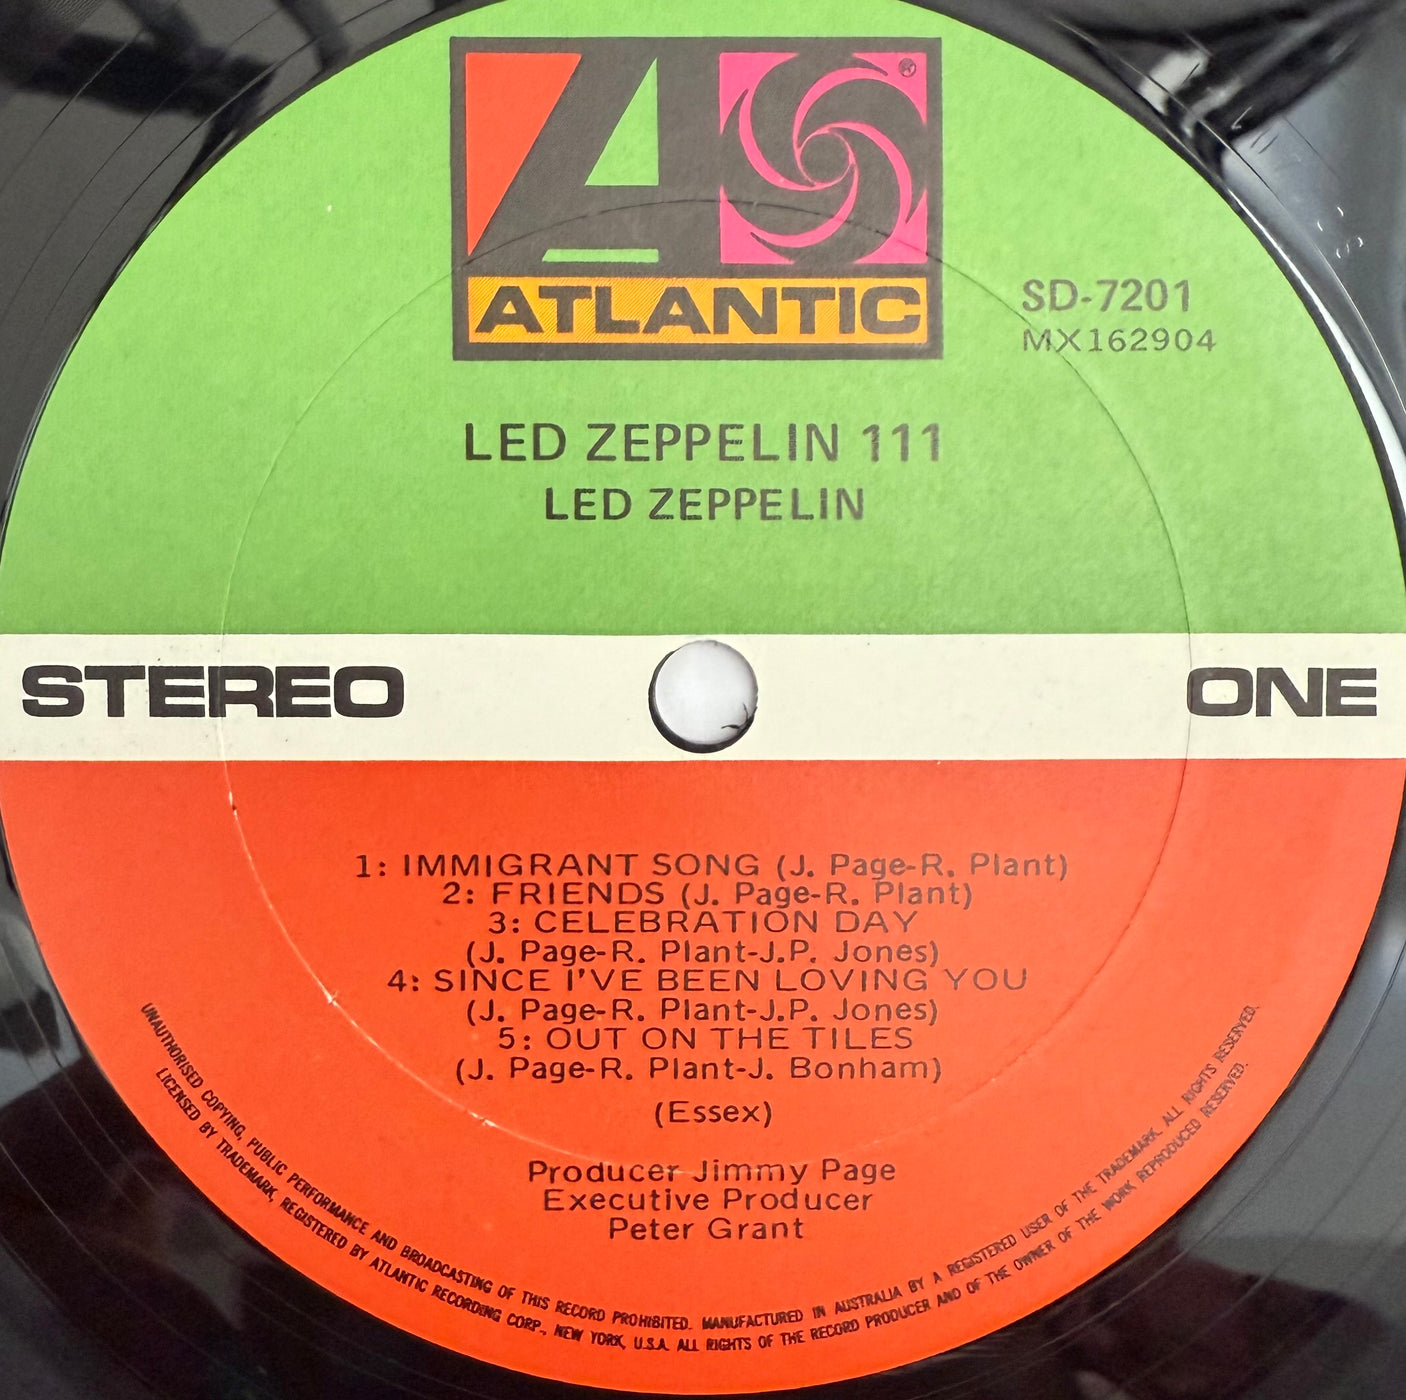 ATLANTIC
®
SD-7201
MX162904
LED ZEPPELIN 111
LED ZEPPELIN
STEREO
ONE
1: IMMIGRANT SONG (J. Page-R. Plant)
2: FRIENDS (J. Page-R. Plant)
3: CELEBRATION DAY
(J. Page-R. Plant-J.P. Jones)
4: SINCE I'VE BEEN LOVING YOU
(J. Page-R. Plant-J.P. Jones)
5: OUT ON THE TILES
(J. Page-R. Plant-J. Bonham)
(Essex)
Producer Jimmy Page
Executive Producer
Peter Grant
UNAUTHORISED COPYING, PUBLIC PERFORMANCE AND BROADCASTING OF THIS RECORD PROHIBITED. MANUFACTURED IN AUSTRALIA BY A REGISTERED USER OF THE TRADEMARK. ALL RIGHTS RESERVED.
LICENSED BY TRADEMARK, REGISTERED BY ATLANTIC RECORDING CORP., NEW YORK, U.S.A. ALL RIGHTS OF THE RECORD PRODUCER AND OF THE OWNER OF THE WORK REPRODUCED RESERVED.